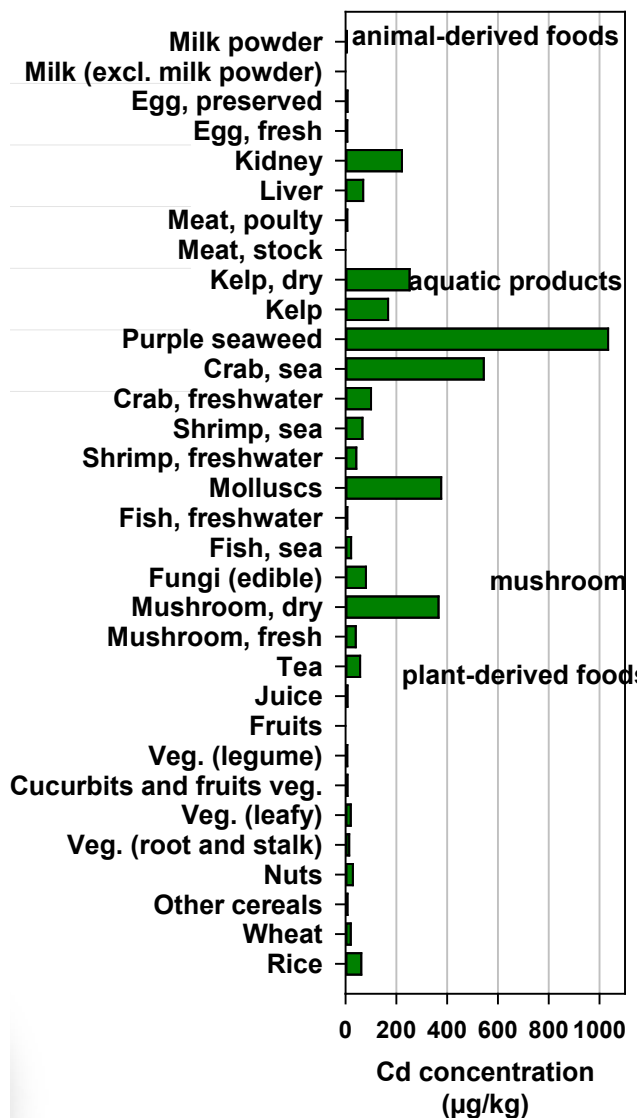 animal-derived foods
Milk powder
Milk (excl. milk powder)
Egg, preserved
Egg, fresh
Kidney
Liver
Meat, poulty
Meat, stock
Kelp, dry
aquatic products
Kelp
Purple seaweed
Crab, sea
Crab, freshwater
Shrimp, sea
Shrimp, freshwater
Molluscs
Fish, freshwater
Fish, sea
Fungi (edible)
mushroom
Mushroom, dry
Mushroom, fresh
Tea
plant-derived foods
Juice
Fruits
Veg. (legume)
Cucurbits and fruits veg.
Veg. (leafy)
Veg. (root and stalk)
Nuts
Other cereals
Wheat
Rice
0 200 400 600 800 1000
Cd concentration
(µg/kg)